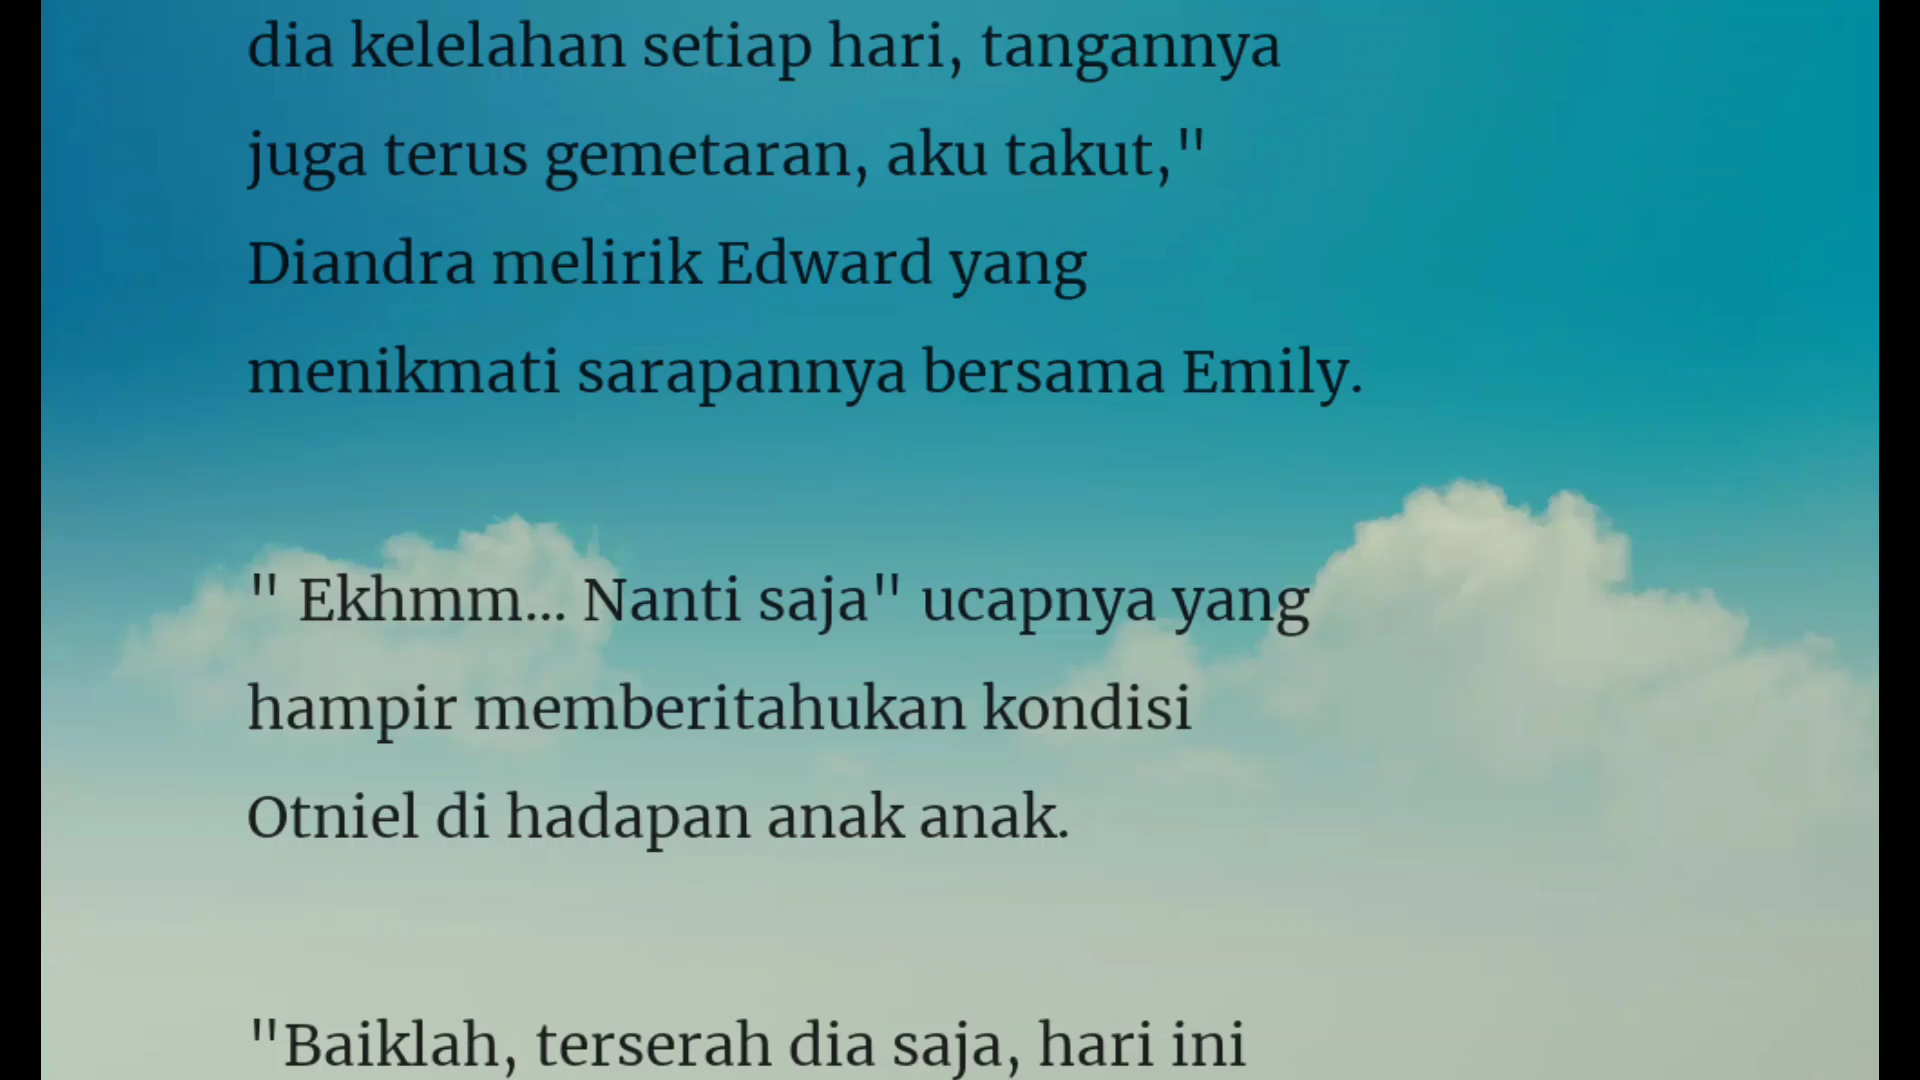 dia kelelahan setiap hari, tangannya
juga terus gemetaran, aku takut,"
Diandra melirik Edward yang
menikmati sarapannya bersama Emily.
" Ekhmm... Nanti saja" ucapnya yang
hampir memberitahukan kondisi
Otniel di hadapan anak anak.
"Baiklah, terserah dia saja, hari ini